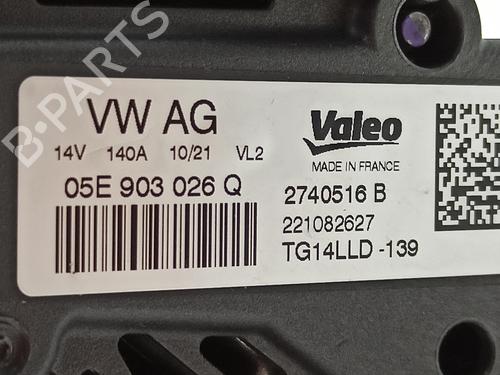 VW AG
14V 140A 10/21 VL2
05E 903 026 Q
Valeo
MADE IN FRANCE
2740516 B
221082627
TG14LLD -139
B-PARTS